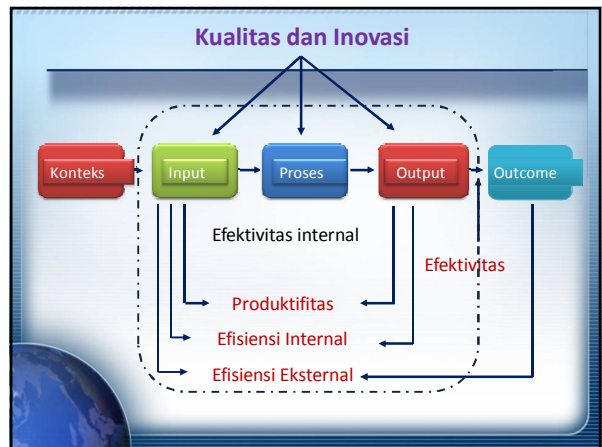 Kualitas dan Inovasi
Konteks
Input
Proses
Output
Outcome
Efektivitas internal
Efektivitas
Produktifitas
Efisiensi Internal
Efisiensi Eksternal